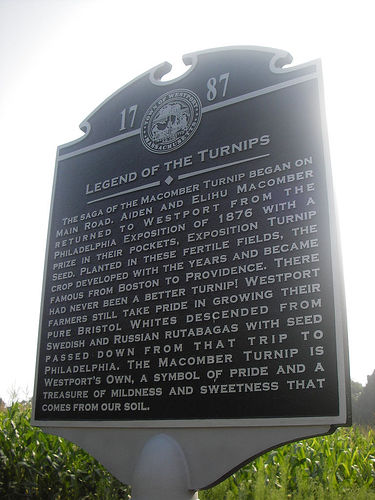 17 87
TOWN OF WESTPORT
MASSACHUSETTS
LEGEND OF THE TURNIPS
THE SAGA OF THE MACOMBER TURNIP BEGAN ON
MAIN ROAD. AIDEN AND ELIHU MACOMBER
RETURNED TO WESTPORT FROM THE
PHILADELPHIA EXPOSITION OF 1876 WITH A
PRIZE IN THEIR POCKETS, EXPOSITION TURNIP
SEED. PLANTED IN THESE FERTILE FIELDS, THE
CROP DEVELOPED WITH THE YEARS AND BECAME
FAMOUS FROM BOSTON TO PROVIDENCE. THERE
HAD NEVER BEEN A BETTER TURNIP! WESTPORT
FARMERS STILL TAKE PRIDE IN GROWING THEIR
PURE BRISTOL WHITES DESCENDED FROM
SWEDISH AND RUSSIAN RUTABAGAS WITH SEED
PASSED DOWN FROM THAT TRIP TO
PHILADELPHIA. THE MACOMBER TURNIP IS
WESTPORT'S OWN, A SYMBOL OF PRIDE AND A
TREASURE OF MILDNESS AND SWEETNESS THAT
COMES FROM OUR SOIL.